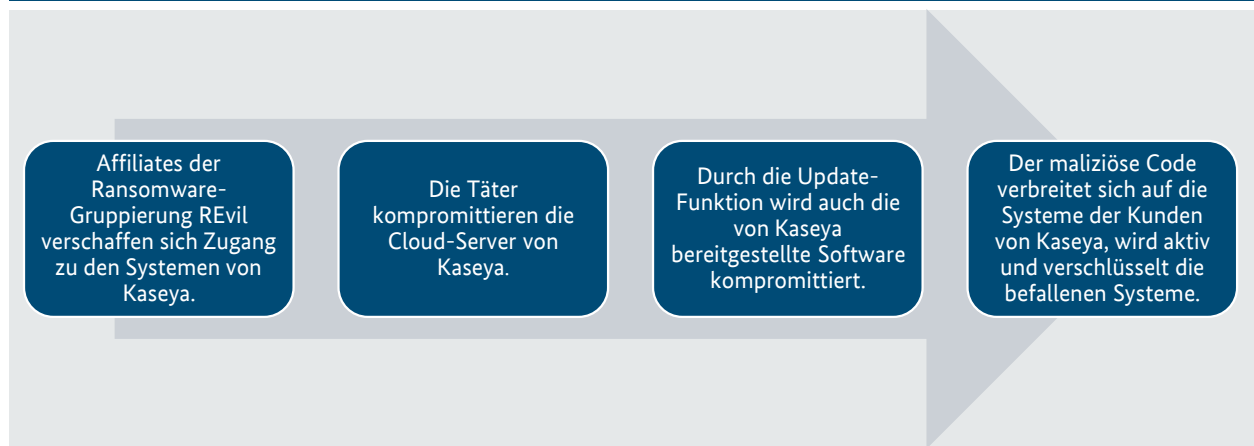 Affiliates der
Ransomware-
Gruppierung REvil
verschaffen sich Zugang
zu den Systemen von
Kaseya.
Die Täter
kompromittieren die
Cloud-Server von
Kaseya.
Durch die Update-
Funktion wird auch die
von Kaseya
bereitgestellte Software
kompromittiert.
Der maliziöse Code
verbreitet sich auf die
Systeme der Kunden
von Kaseya, wird aktiv
und verschlüsselt die
befallenen Systeme.